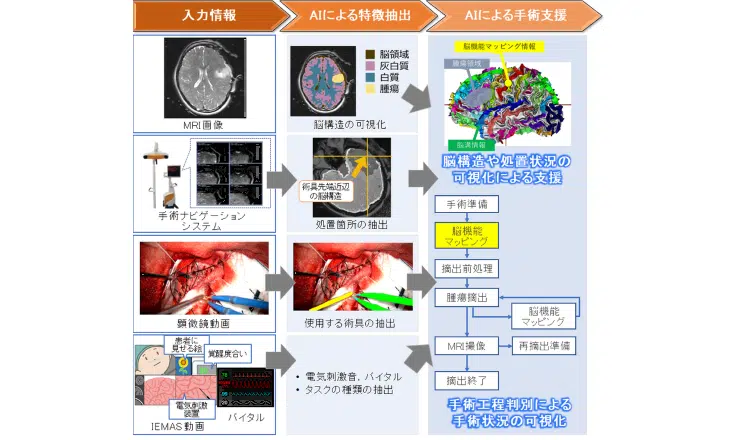 入力情報
AIによる特徴抽出
AIによる手術支援
MRI画像
脳領域
灰白質
白質
腫瘍
脳構造の可視化
脳機能マッピング情報
腫瘍領域
脳溝情報
脳構造や処置状況の
可視化による支援
手術ナビゲーション
システム
術具先端近辺
の脳構造
処置箇所の抽出
顕微鏡動画
使用する術具の抽出
患者に
見せる絵
覚醒度合い
電気刺激
装置
バイタル
IEMAS動画
• 電気刺激音，バイタル
• タスクの種類の抽出
手術準備
脳機能
マッピング
摘出前処理
腫瘍摘出
脳機能
マッピング
MRI撮像
再摘出準備
摘出終了
手術工程判別による
手術状況の可視化